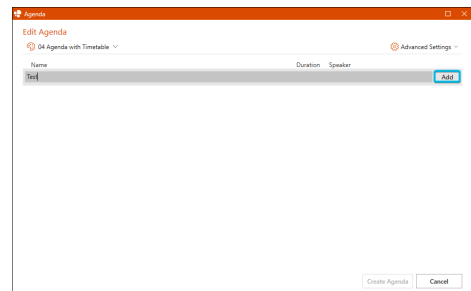 Agenda
Edit Agenda
04 Agenda with Timetable
Advanced Settings
Name Duration Speaker
Test Add
Create Agenda Cancel